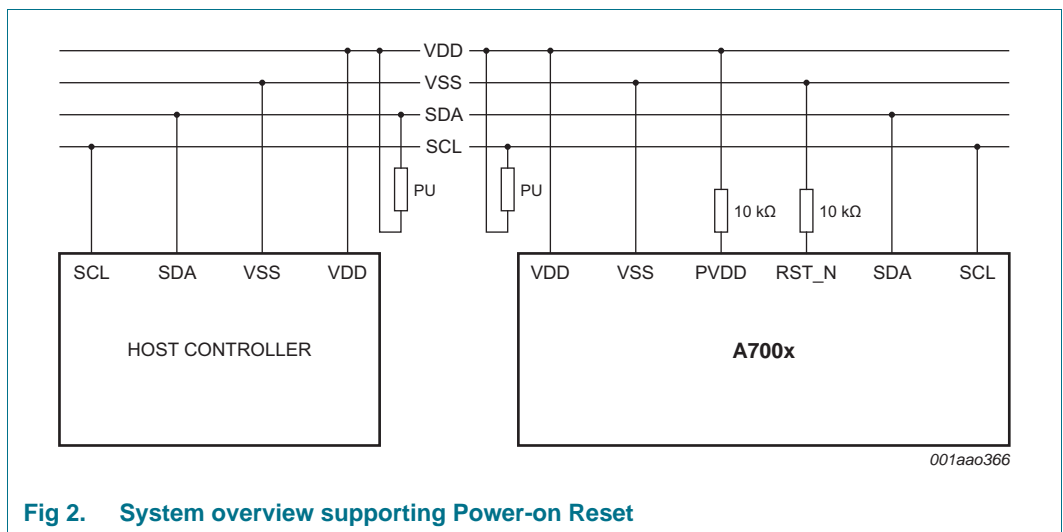 VDD
VSS
SDA
SCL
PU
PU
10 kΩ
10 kΩ
SCL SDA VSS VDD
VDD VSS PVDD RST_N SDA SCL
HOST CONTROLLER
A700x
001aao366
Fig 2. System overview supporting Power-on Reset